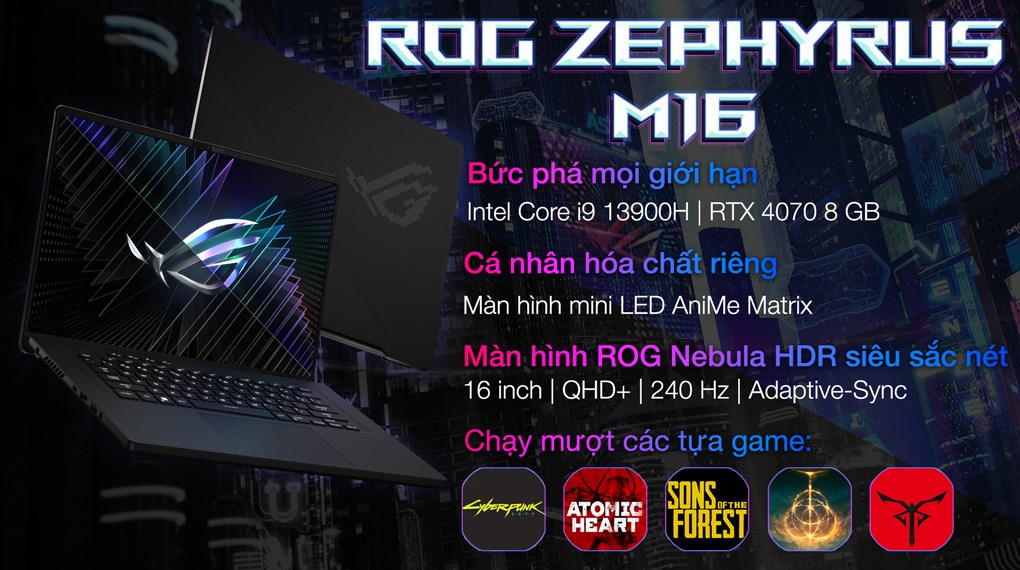 ROG ZEPHYRUS
M16
Bức phá mọi giới hạn
Intel Core i9 13900H | RTX 4070 8 GB
Cá nhân hóa chất riêng
Màn hình mini LED AniMe Matrix
Màn hình ROG Nebula HDR siêu sắc nét
16 inch | QHD+ | 240 Hz | Adaptive-Sync
Chạy mượt các tựa game:
Cyberpunk
ATOMIC
HEART
SONS
OF THE
FOREST